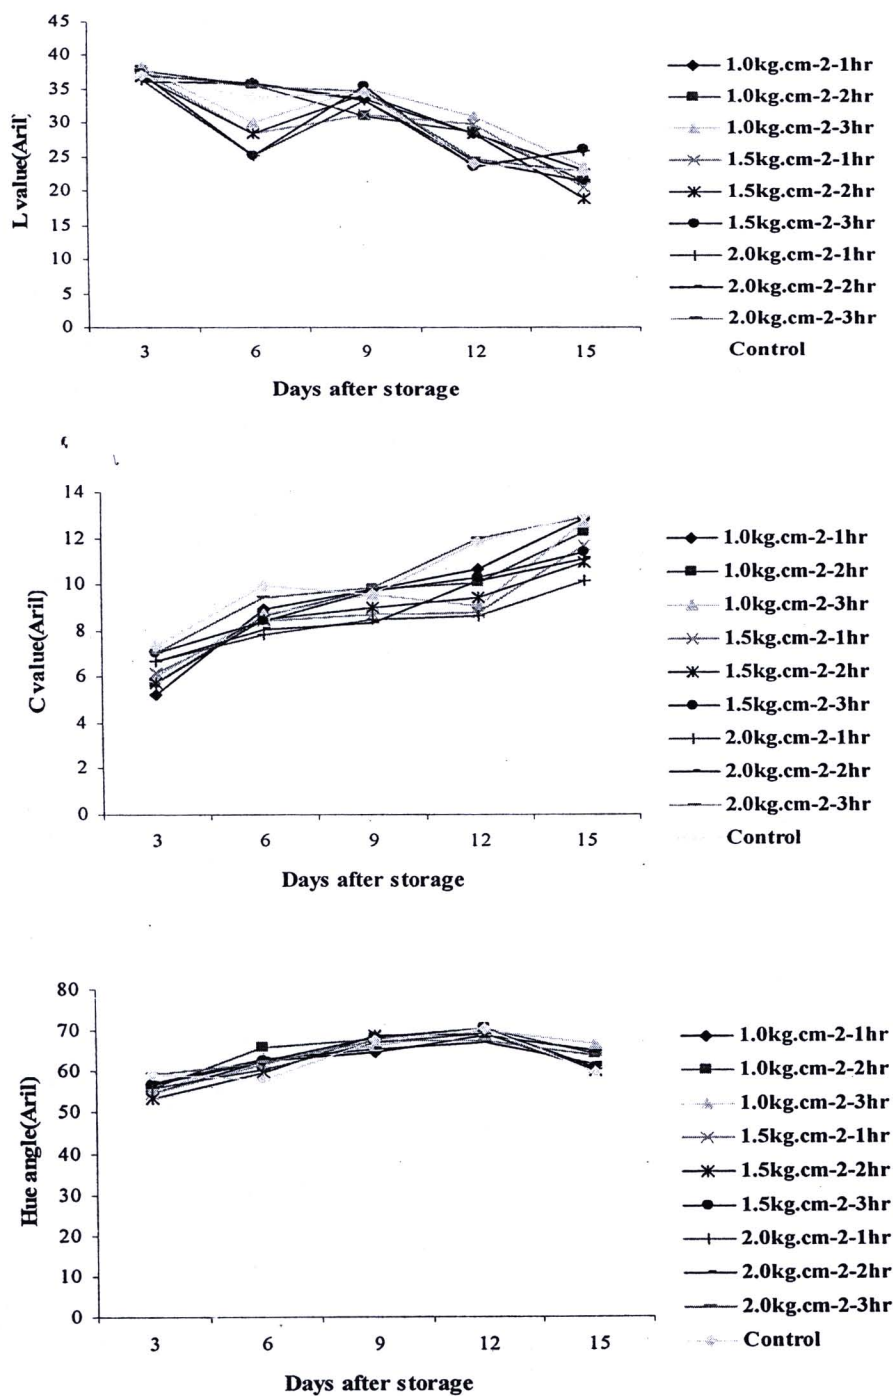 45
40
35
30
25
20
15
10
5
0
L value(Aril)
3 6 9 12 15
Days after storage
1.0kg.cm-2-1hr
1.0kg.cm-2-2hr
1.0kg.cm-2-3hr
1.5kg.cm-2-1hr
1.5kg.cm-2-2hr
1.5kg.cm-2-3hr
2.0kg.cm-2-1hr
2.0kg.cm-2-2hr
2.0kg.cm-2-3hr
Control
14
12
10
8
6
4
2
0
C value(Aril)
3 6 9 12 15
Days after storage
1.0kg.cm-2-1hr
1.0kg.cm-2-2hr
1.0kg.cm-2-3hr
1.5kg.cm-2-1hr
1.5kg.cm-2-2hr
1.5kg.cm-2-3hr
2.0kg.cm-2-1hr
2.0kg.cm-2-2hr
2.0kg.cm-2-3hr
Control
80
70
60
50
40
30
20
10
0
Hue angle(Aril)
3 6 9 12 15
Days after storage
1.0kg.cm-2-1hr
1.0kg.cm-2-2hr
1.0kg.cm-2-3hr
1.5kg.cm-2-1hr
1.5kg.cm-2-2hr
1.5kg.cm-2-3hr
2.0kg.cm-2-1hr
2.0kg.cm-2-2hr
2.0kg.cm-2-3hr
Control